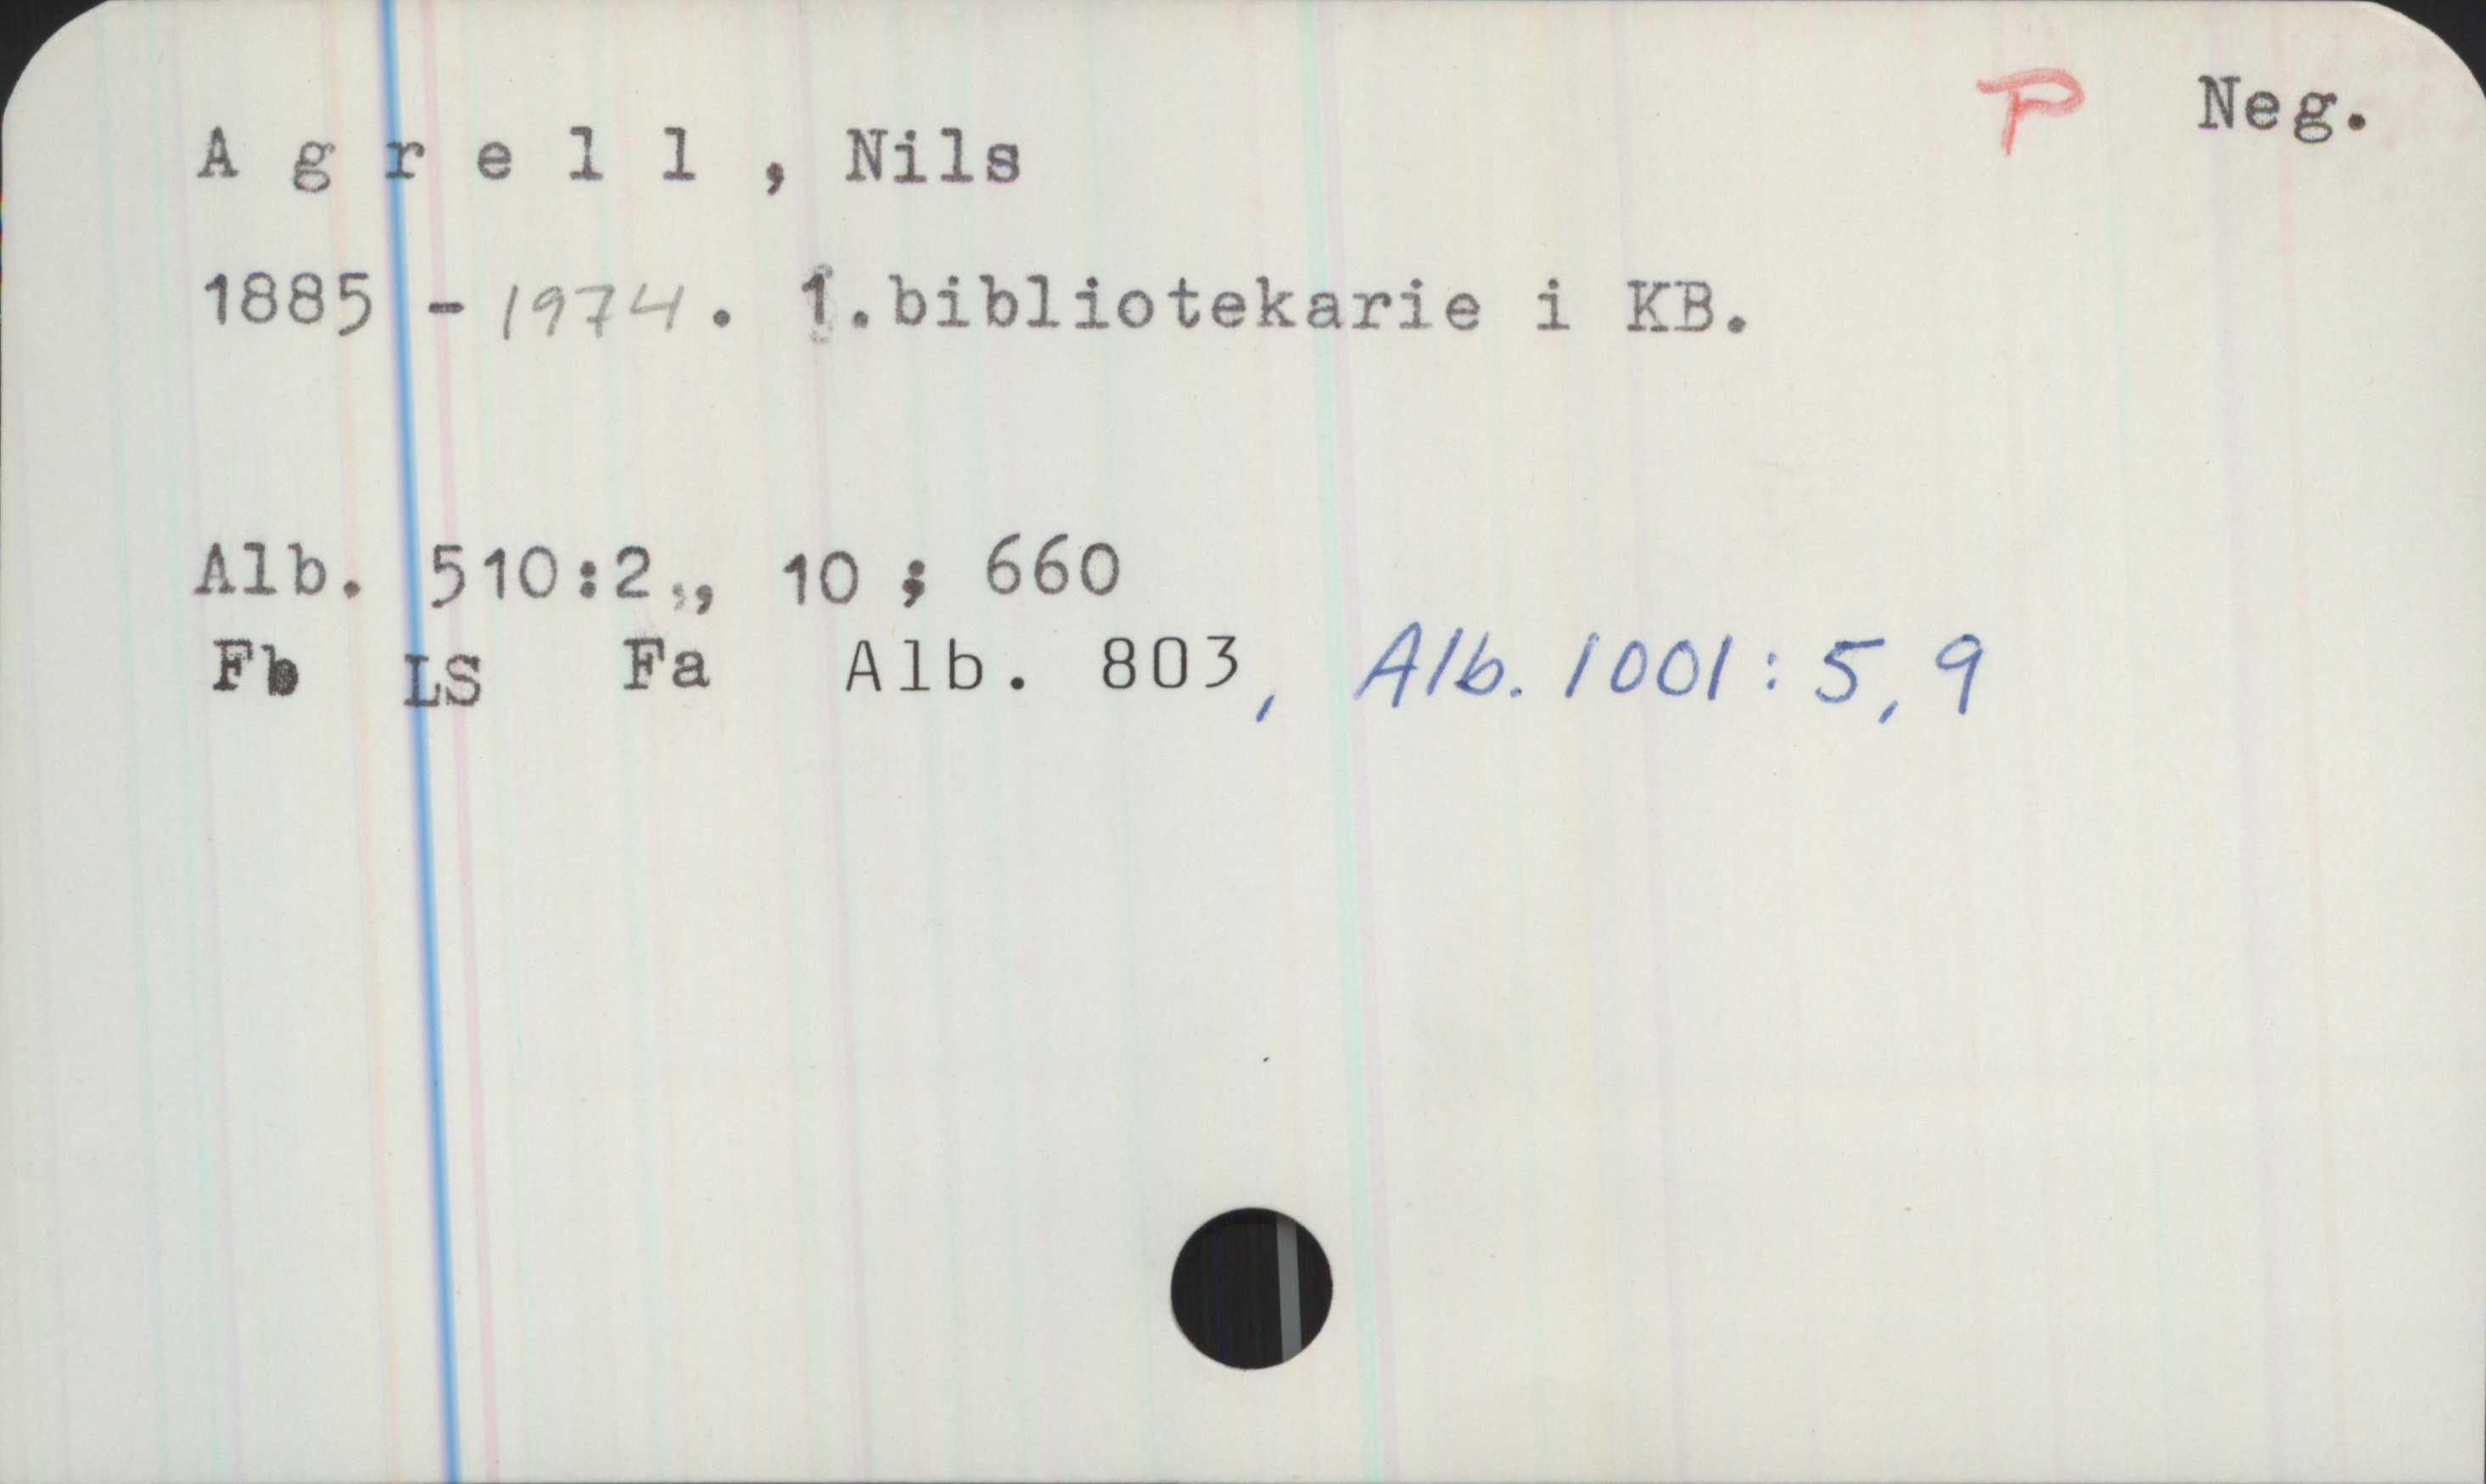 P Neg.
A g r e l l , Nils
1885 - 1974. 1.bibliotekarie i KB.
Alb. 510:2,, 10 ; 660
Fb LS Fa Alb. 803, Alb. 1001: 5, 9